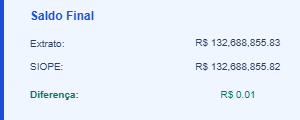 Saldo Final
Extrato: R$ 132,688,855.83
SIOPE: R$ 132,688,855.82
Diferença: R$ 0.01